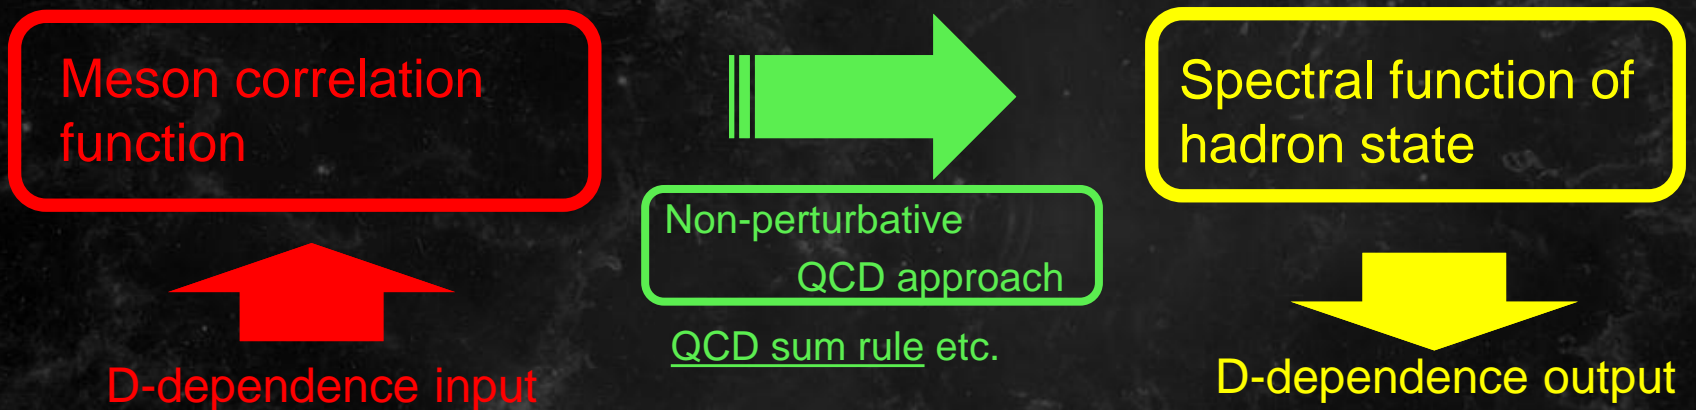 Meson correlation
function
D-dependence input
Non-perturbative
QCD approach
QCD sum rule etc.
Spectral function of
hadron state
D-dependence output